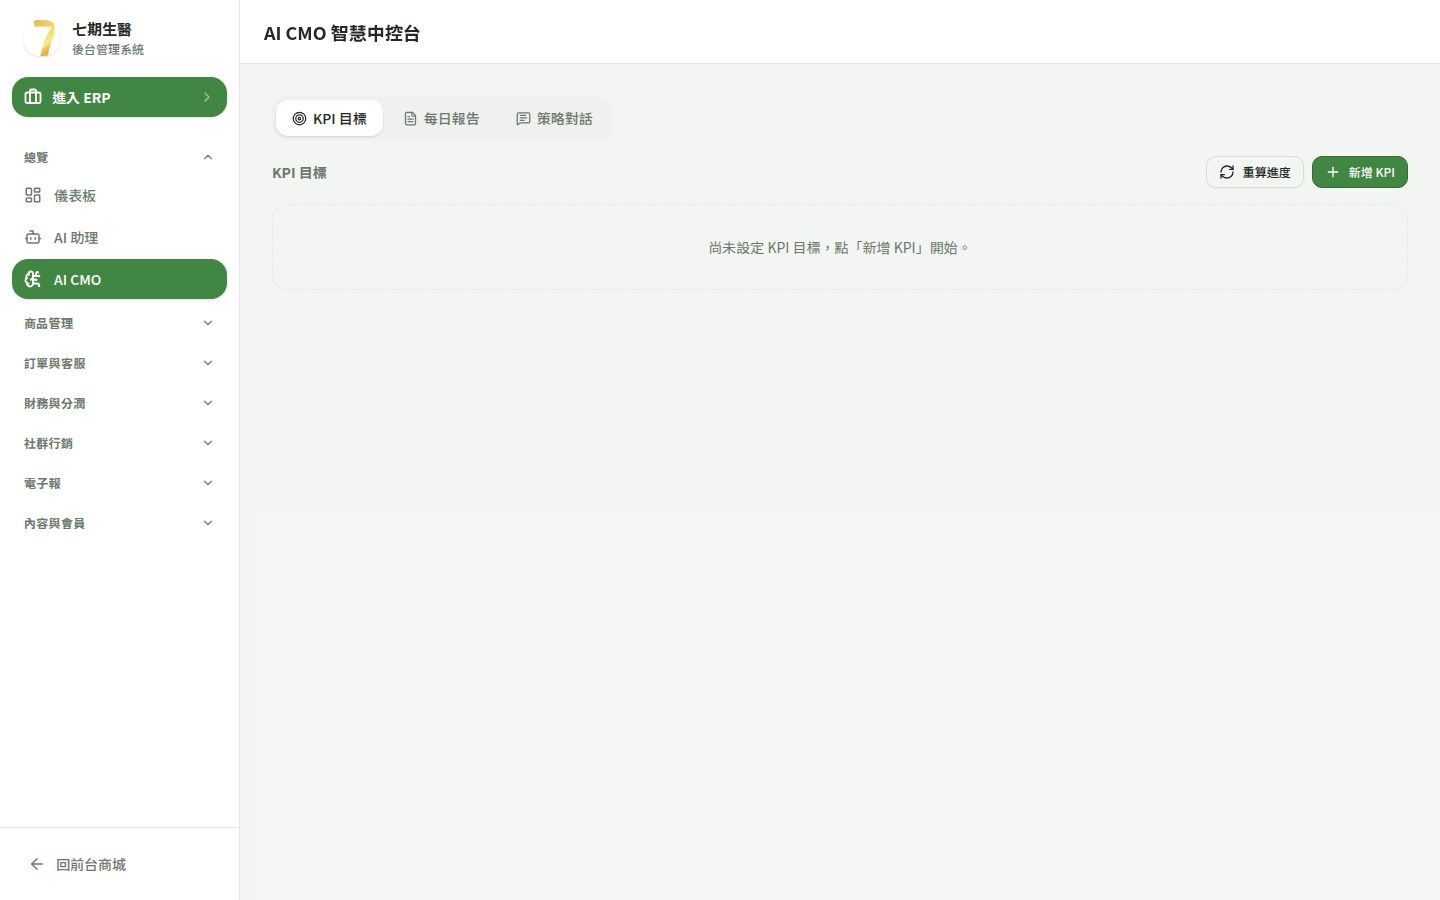 七期生醫
後台管理系統
進入 ERP
總覽
儀表板
AI 助理
AI CMO
商品管理
訂單與客服
財務與分潤
社群行銷
電子報
內容與會員
回前台商城
AI CMO 智慧中控台
KPI 目標
每日報告
策略對話
KPI 目標
重算進度
新增 KPI
尚未設定 KPI 目標，點「新增 KPI」開始。